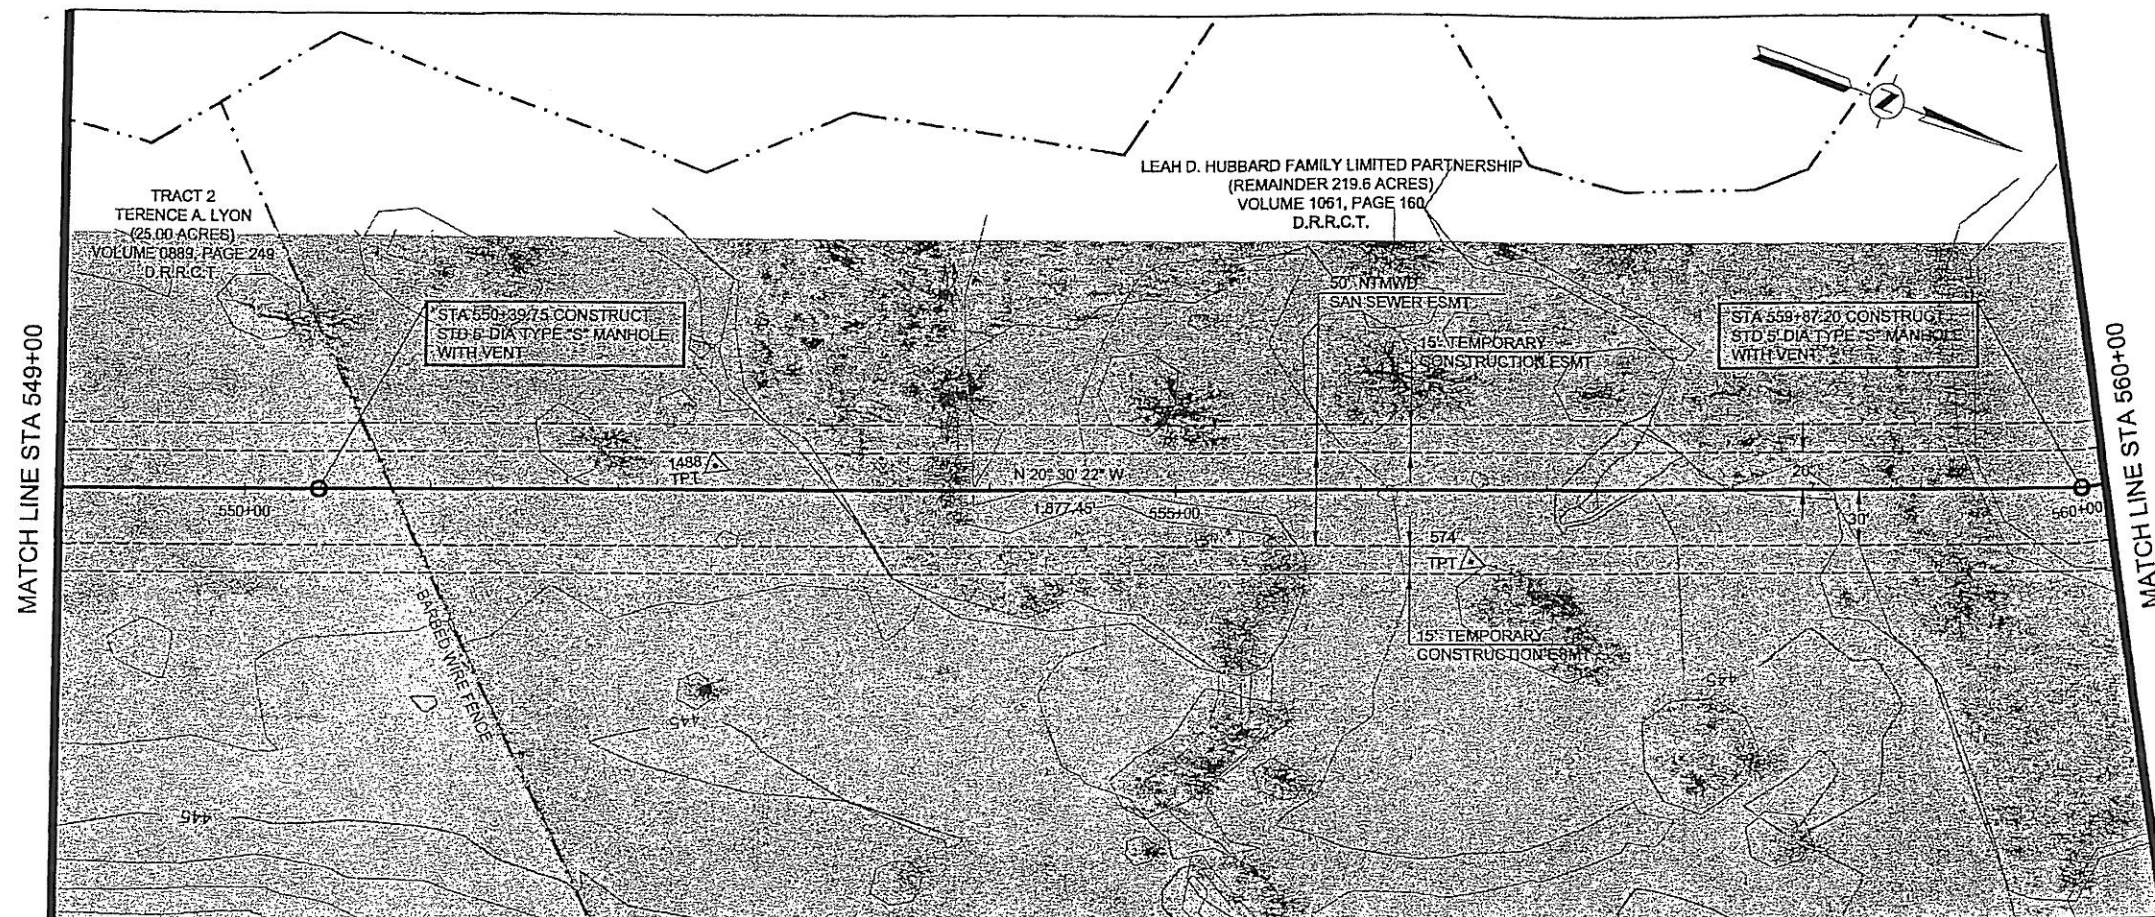 MATCH LINE STA 549+00
TRACT 2
TERENCE A. LYON
(25.00 ACRES)
VOLUME 0889, PAGE 249
D.R.R.C.T.
LEAH D. HUBBARD FAMILY LIMITED PARTNERSHIP
(REMAINDER 219.6 ACRES)
VOLUME 1061, PAGE 160
D.R.R.C.T.
N
STA 550+39.75 CONSTRUCT
STD 5' DIA TYPE "S" MANHOLE
WITH VENT
50' NTMWD
SAN SEWER ESMT
15' TEMPORARY
CONSTRUCTION ESMT
STA 559+87.20 CONSTRUCT
STD 5' DIA TYPE "S" MANHOLE
WITH VENT
1488
TPT
N 20° 30' 22" W
20'
550+00
1,877.45'
555+00
30'
560+00
574
TPT
BARBED WIRE FENCE
15' TEMPORARY
CONSTRUCTION ESMT
445
445
445
MATCH LINE STA 560+00